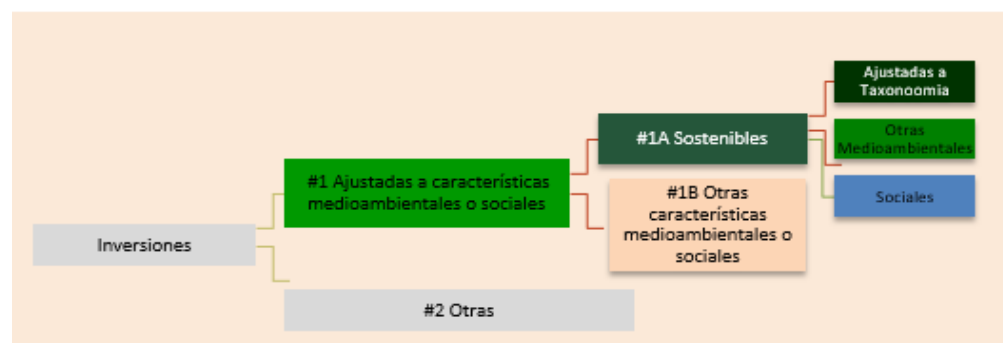 Inversiones
#1 Ajustadas a características
medioambientales o sociales
#2 Otras
#1A Sostenibles
#1B Otras
características
medioambientales o
sociales
Ajustadas a
Taxonoomia
Otras
Medioambientales
Sociales